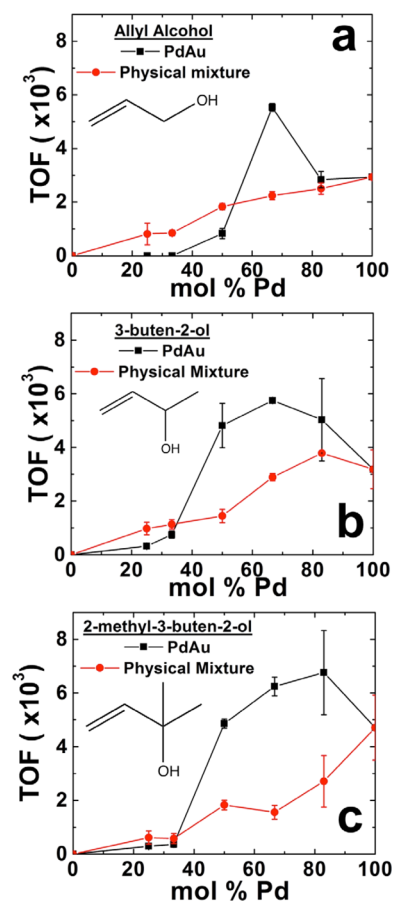 a
Allyl Alcohol
PdAu
Physical mixture
OH
TOF ( x10³)
8
6
4
2
0
0 20 40 60 80 100
mol % Pd
3-buten-2-ol
PdAu
Physical Mixture
OH
TOF ( x10³)
8
6
4
2
0
b
0 20 40 60 80 100
mol % Pd
2-methyl-3-buten-2-ol
PdAu
Physical Mixture
OH
TOF ( x10³)
8
6
4
2
0
c
0 20 40 60 80 100
mol % Pd